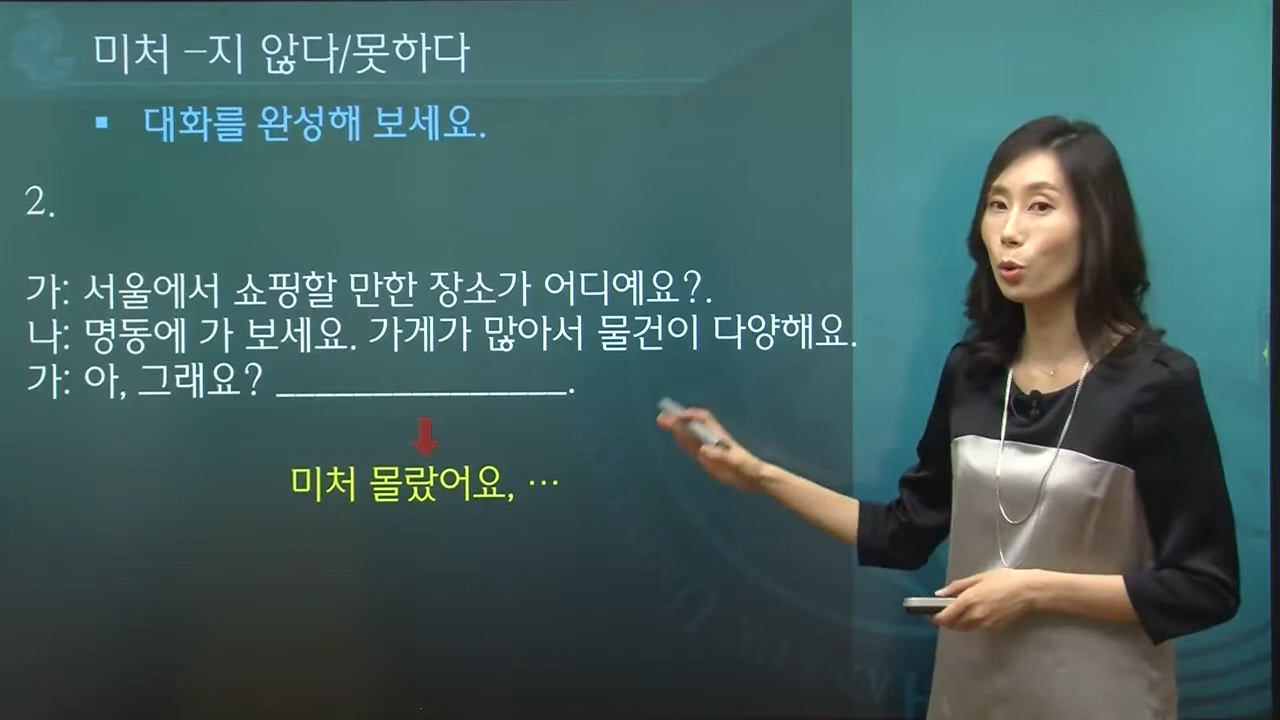 미처 –지 않다/못하다
▪ 대화를 완성해 보세요.
2.
가: 서울에서 쇼핑할 만한 장소가 어디예요?.
나: 명동에 가 보세요. 가게가 많아서 물건이 다양해요.
가: 아, 그래요? _______________.
미처 몰랐어요, …